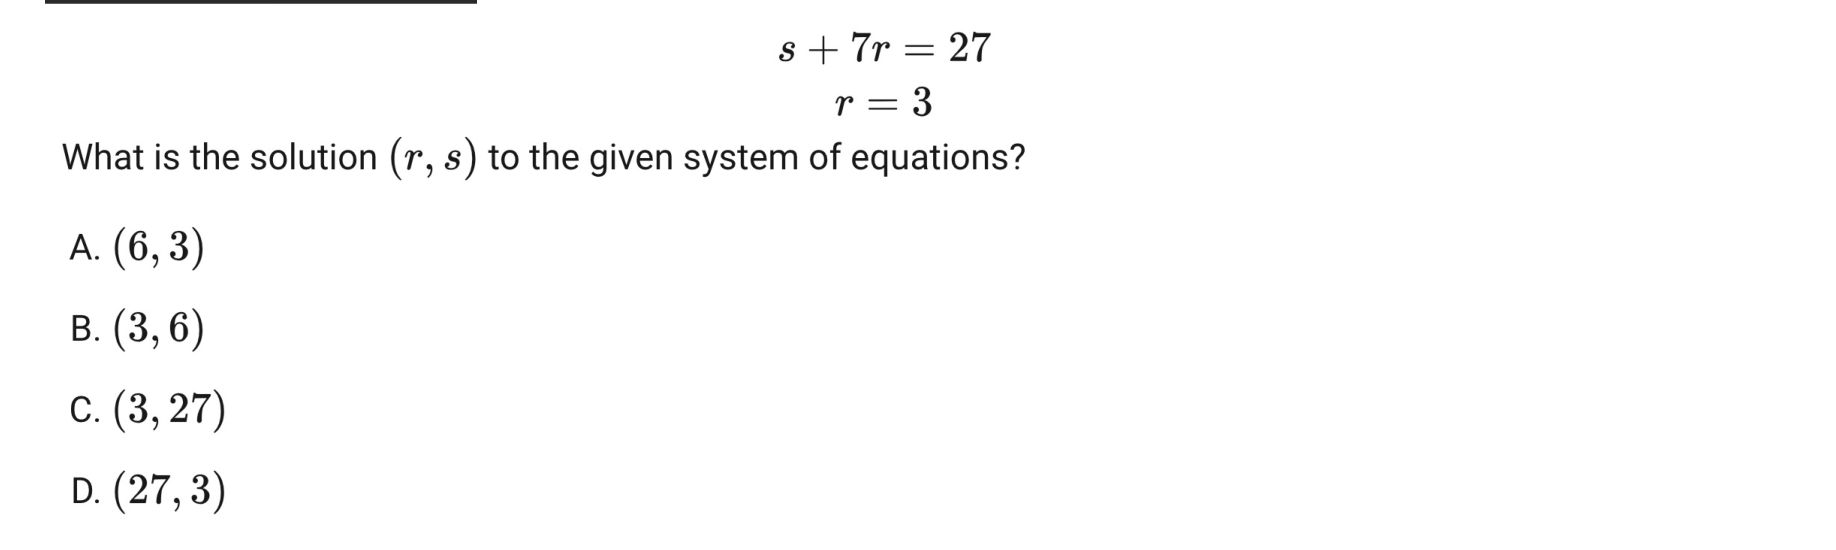 s + 7r = 27
r = 3
What is the solution (r, s) to the given system of equations?
A. (6, 3)
B. (3, 6)
C. (3, 27)
D. (27, 3)